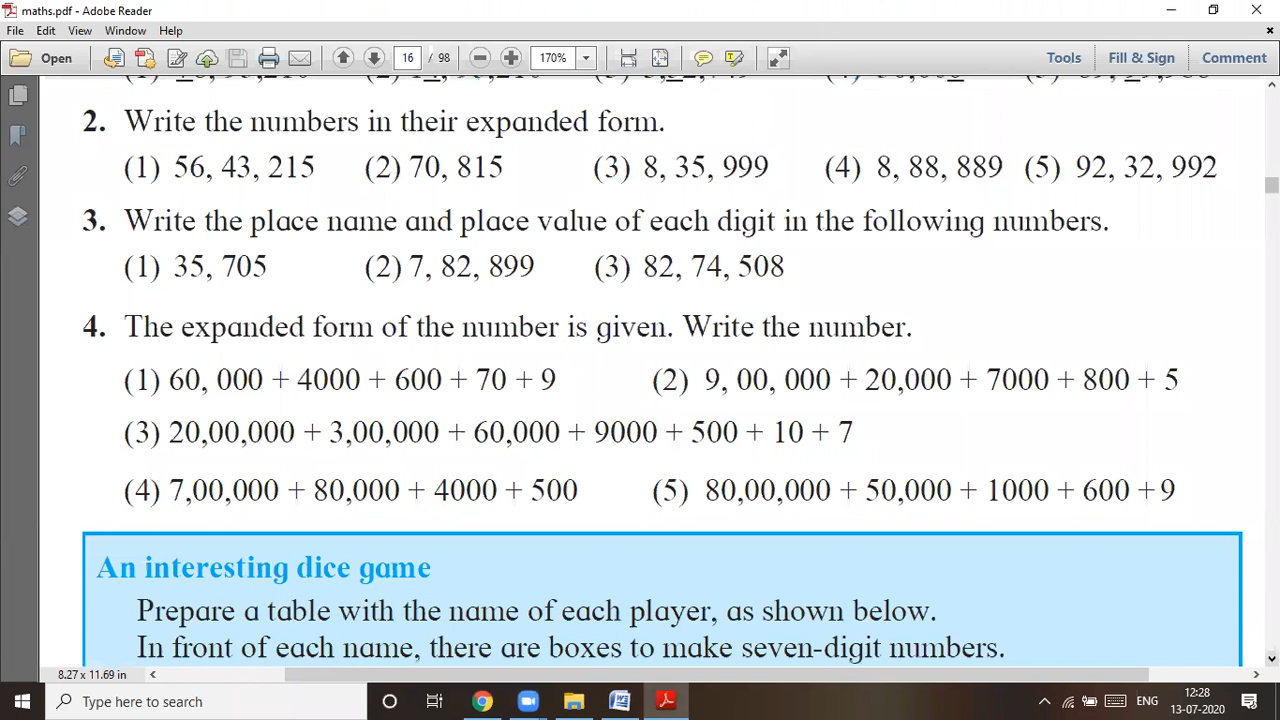 maths.pdf - Adobe Reader
File Edit View Window Help
Open 16 / 98 170% Tools Fill & Sign Comment
2. Write the numbers in their expanded form.
(1) 56, 43, 215 (2) 70, 815 (3) 8, 35, 999 (4) 8, 88, 889 (5) 92, 32, 992
3. Write the place name and place value of each digit in the following numbers.
(1) 35, 705 (2) 7, 82, 899 (3) 82, 74, 508
4. The expanded form of the number is given. Write the number.
(1) 60, 000 + 4000 + 600 + 70 + 9 (2) 9, 00, 000 + 20,000 + 7000 + 800 + 5
(3) 20,00,000 + 3,00,000 + 60,000 + 9000 + 500 + 10 + 7
(4) 7,00,000 + 80,000 + 4000 + 500 (5) 80,00,000 + 50,000 + 1000 + 600 + 9
An interesting dice game
Prepare a table with the name of each player, as shown below.
In front of each name, there are boxes to make seven-digit numbers.
8.27 x 11.69 in
Type here to search ENG 12:28
13-07-2020